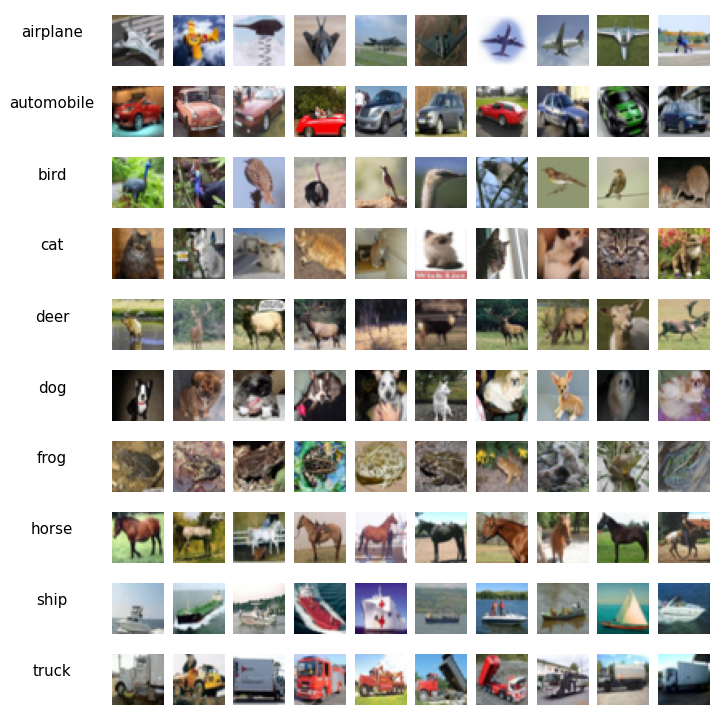 airplane
automobile
bird
cat
deer
dog
frog
horse
ship
truck